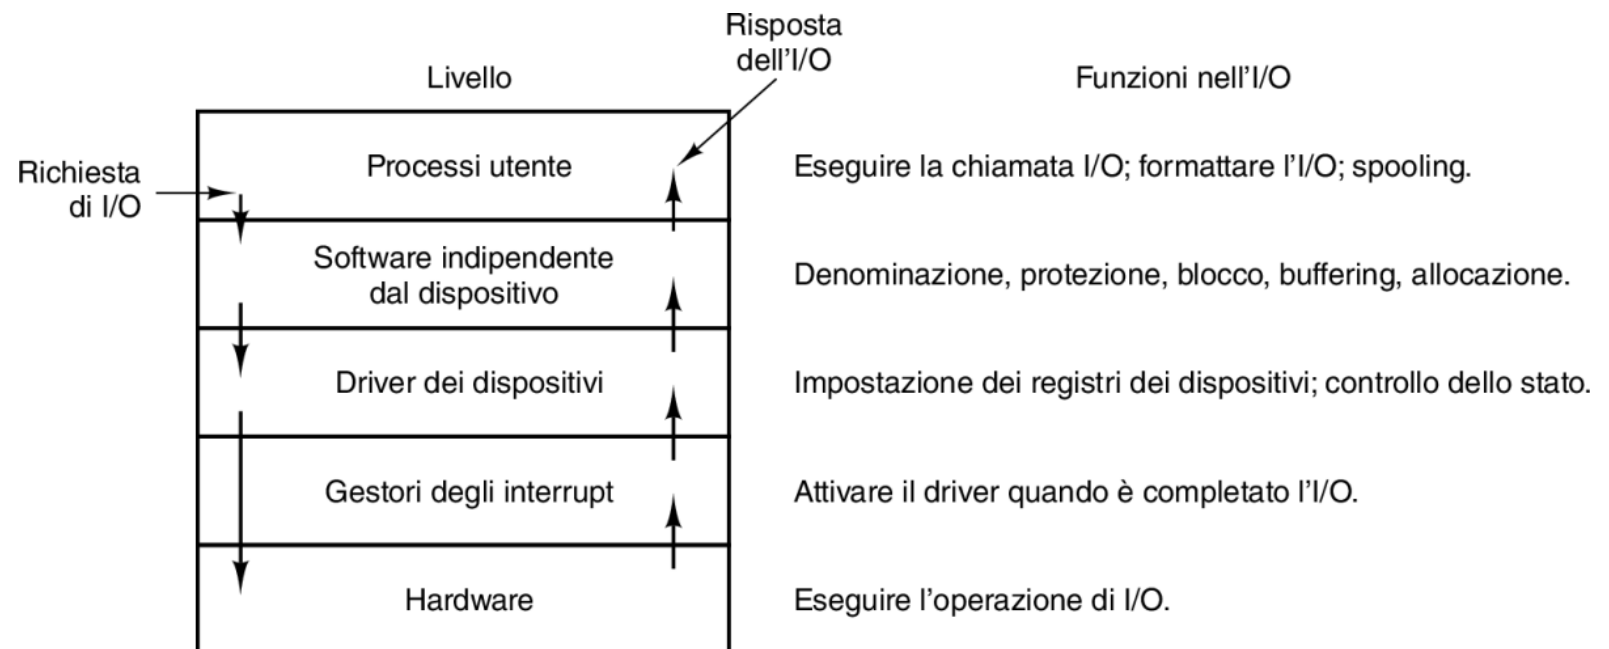 Risposta
dell'I/O
Livello
Funzioni nell'I/O
Richiesta
di I/O
Processi utente
Eseguire la chiamata I/O; formattare l'I/O; spooling.
Software indipendente
dal dispositivo
Denominazione, protezione, blocco, buffering, allocazione.
Driver dei dispositivi
Impostazione dei registri dei dispositivi; controllo dello stato.
Gestori degli interrupt
Attivare il driver quando è completato l'I/O.
Hardware
Eseguire l'operazione di I/O.